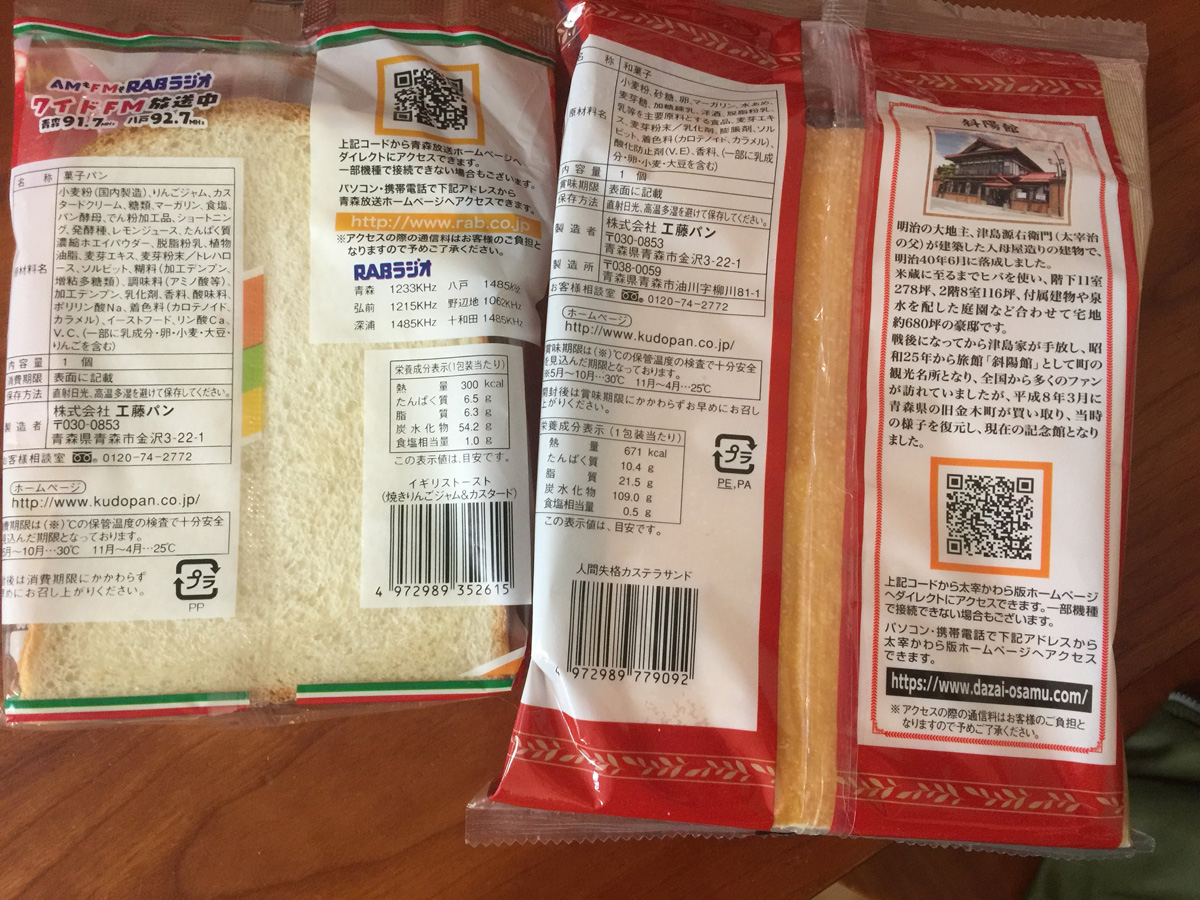 AMもFMもRABラジオ
ワイドFM放送中
青森91.7MHz 八戸92.7MHz
名 称 菓子パン
原材料名
小麦粉(国内製造)、りんごジャム、カス
タードクリーム、糖類、マーガリン、食塩、
パン酵母、でん粉加工品、ショートニン
グ、発酵種、レモンジュース、たんぱく質
濃縮ホエイパウダー、脱脂粉乳、植物
油脂、麦芽エキス、麦芽粉末/トレハロ
ース、ソルビット、糊料(加工デンプン、
増粘多糖類)、調味料(アミノ酸等)、
加工デンプン、乳化剤、香料、酸味料、
ポリリン酸Na、着色料(カロテノイド、
カラメル)、イーストフード、リン酸Ca、
V.C、(一部に乳成分・卵・小麦・大豆・
りんごを含む)
内容量 1 個
消費期限 表面に記載
保存方法 直射日光、高温多湿を避けて保存してください。
製造者 株式会社 工藤パン
〒030-0853
青森県青森市金沢3-22-1
お客様相談室 0120-74-2772
ホームページ
http://www.kudopan.co.jp/
費期限は(※)℃の保管温度の検査で十分安全
見込んだ期限となっております。
5月〜10月…30℃ 11月〜4月…25℃
封後は消費期限にかかわらず
めにお召し上がりください。
プラ
PP
上記コードから青森放送ホームページへ
ダイレクトにアクセスできます。
一部機種で接続できない場合もございます。
パソコン・携帯電話で下記アドレスから
青森放送ホームページへアクセスできます。
http://www.rab.co.jp
※アクセスの際の通信料はお客様のご負担と
なりますので予めご了承ください。
RABラジオ
青森 1233KHz 八戸 1485KHz
弘前 1215KHz 野辺地 1062KHz
深浦 1485KHz 十和田 1485KHz
栄養成分表示(1包装当たり)
熱 量 300 kcal
たんぱく質 6.5 g
脂 質 6.3 g
炭水化物 54.2 g
食塩相当量 1.0 g
この表示値は、目安です。
イギリストースト
(焼きりんごジャム&カスタード)
4 972989 352615
名 称 和菓子
原材料名
小麦粉、砂糖、卵、マーガリン、水あめ、
麦芽糖、加糖練乳、洋酒、脱脂粉乳、
乳等を主要原料とする食品、麦芽エキ
ス、麦芽粉末/乳化剤、膨脹剤、ソル
ビット、着色料(カロテノイド、カラメル)、
酸化防止剤(V.E)、香料、(一部に乳成
分・卵・小麦・大豆を含む)
内容量 1 個
賞味期限 表面に記載
保存方法 直射日光、高温多湿を避けて保存してください。
製造者 株式会社 工藤パン
〒030-0853
青森県青森市金沢3-22-1
製造所 〒038-0059
青森県青森市油川字柳川81-1
お客様相談室 0120-74-2772
ホームページ
http://www.kudopan.co.jp/
賞味期限は(※)℃の保管温度の検査で十分安全
を見込んだ期限となっております。
※5月〜10月…30℃ 11月〜4月…25℃
開封後は賞味期限にかかわらずお早めにお召し
上がりください。
栄養成分表示(1包装当たり)
熱 量 671 kcal
たんぱく質 10.4 g
脂 質 21.5 g
炭水化物 109.0 g
食塩相当量 0.5 g
この表示値は、目安です。
プラ
PE,PA
人間失格カステラサンド
4 972989 779092
斜陽館
明治の大地主、津島源右衛門(太宰治
の父)が建築した入母屋造りの建物で、
明治40年6月に落成しました。
米蔵に至るまでヒバを使い、階下11室
278坪、2階8室116坪、付属建物や泉
水を配した庭園など合わせて宅地
約680坪の豪邸です。
戦後になってから津島家が手放し、昭
和25年から旅館「斜陽館」として町の
観光名所となり、全国から多くのファン
が訪れていましたが、平成8年3月に
青森県の旧金木町が買い取り、当時
の様子を復元し、現在の記念館となり
ました。
上記コードから太宰かわら版ホームページ
へダイレクトにアクセスできます。一部機種
で接続できない場合もございます。
パソコン・携帯電話で下記アドレスから
太宰かわら版ホームページへアクセス
できます。
https://www.dazai-osamu.com/
※アクセスの際の通信料はお客様のご負担と
なりますので予めご了承ください。